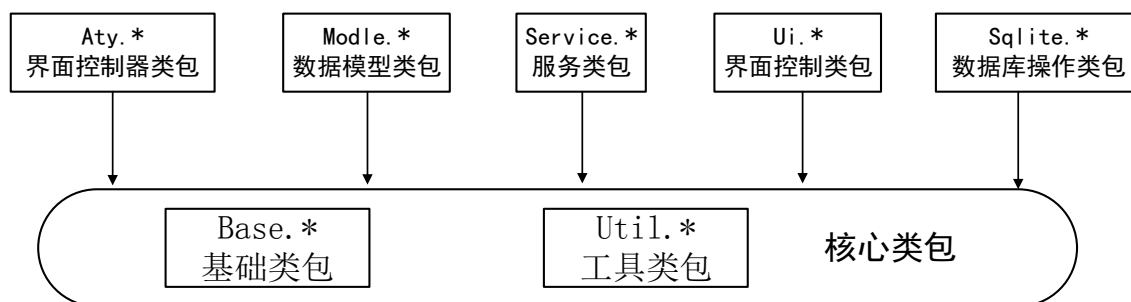 Aty.*
界面控制器类包
Modle.*
数据模型类包
Service.*
服务类包
Ui.*
界面控制类包
Sqlite.*
数据库操作类包
Base.*
基础类包
Util.*
工具类包
核心类包